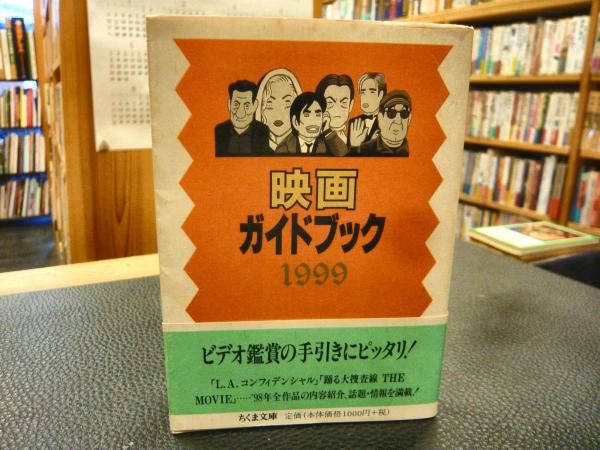 映画
ガイドブック
1999
ビデオ鑑賞の手引きにピッタリ!
「L.A.コンフィデンシャル」「踊る大捜査線 THE
MOVIE」……'98年全作品の内容紹介、話題・情報を満載!
ちくま文庫 定価(本体価格1000円+税)